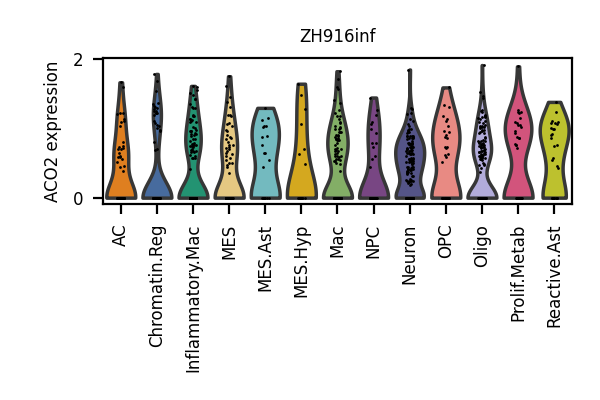 ZH916inf
2
ACO2 expression
0
AC
Chromatin.Reg
Inflammatory.Mac
MES
MES.Ast
MES.Hyp
Mac
NPC
Neuron
OPC
Oligo
Prolif.Metab
Reactive.Ast